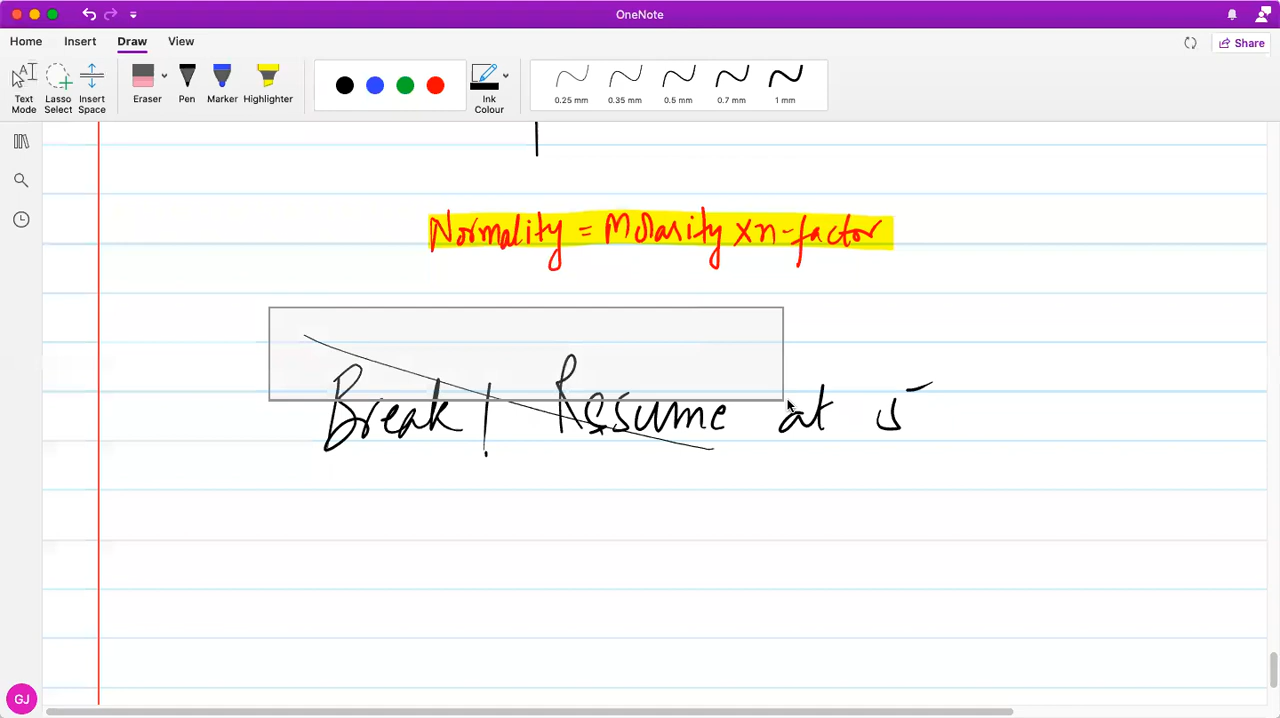 OneNote
Home Insert Draw View
Share
Text Mode
Lasso Select
Insert Space
Eraser
Pen
Marker
Highlighter
Ink Colour
0.25 mm
0.35 mm
0.5 mm
0.7 mm
1 mm
Normality = Molarity x n-factor
Break! Resume at 5
GJ